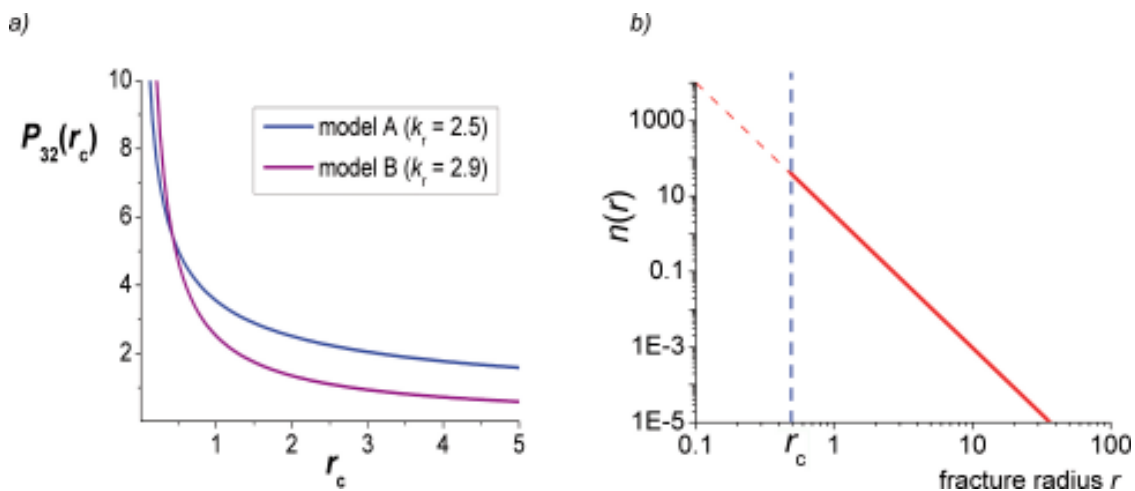 a)
P32(rc)
10
8
6
4
2
1
2
3
4
5
rc
model A (kr = 2.5)
model B (kr = 2.9)
b)
n(r)
1000
10
0.1
1E-3
1E-5
0.1
rc
1
10
100
fracture radius r